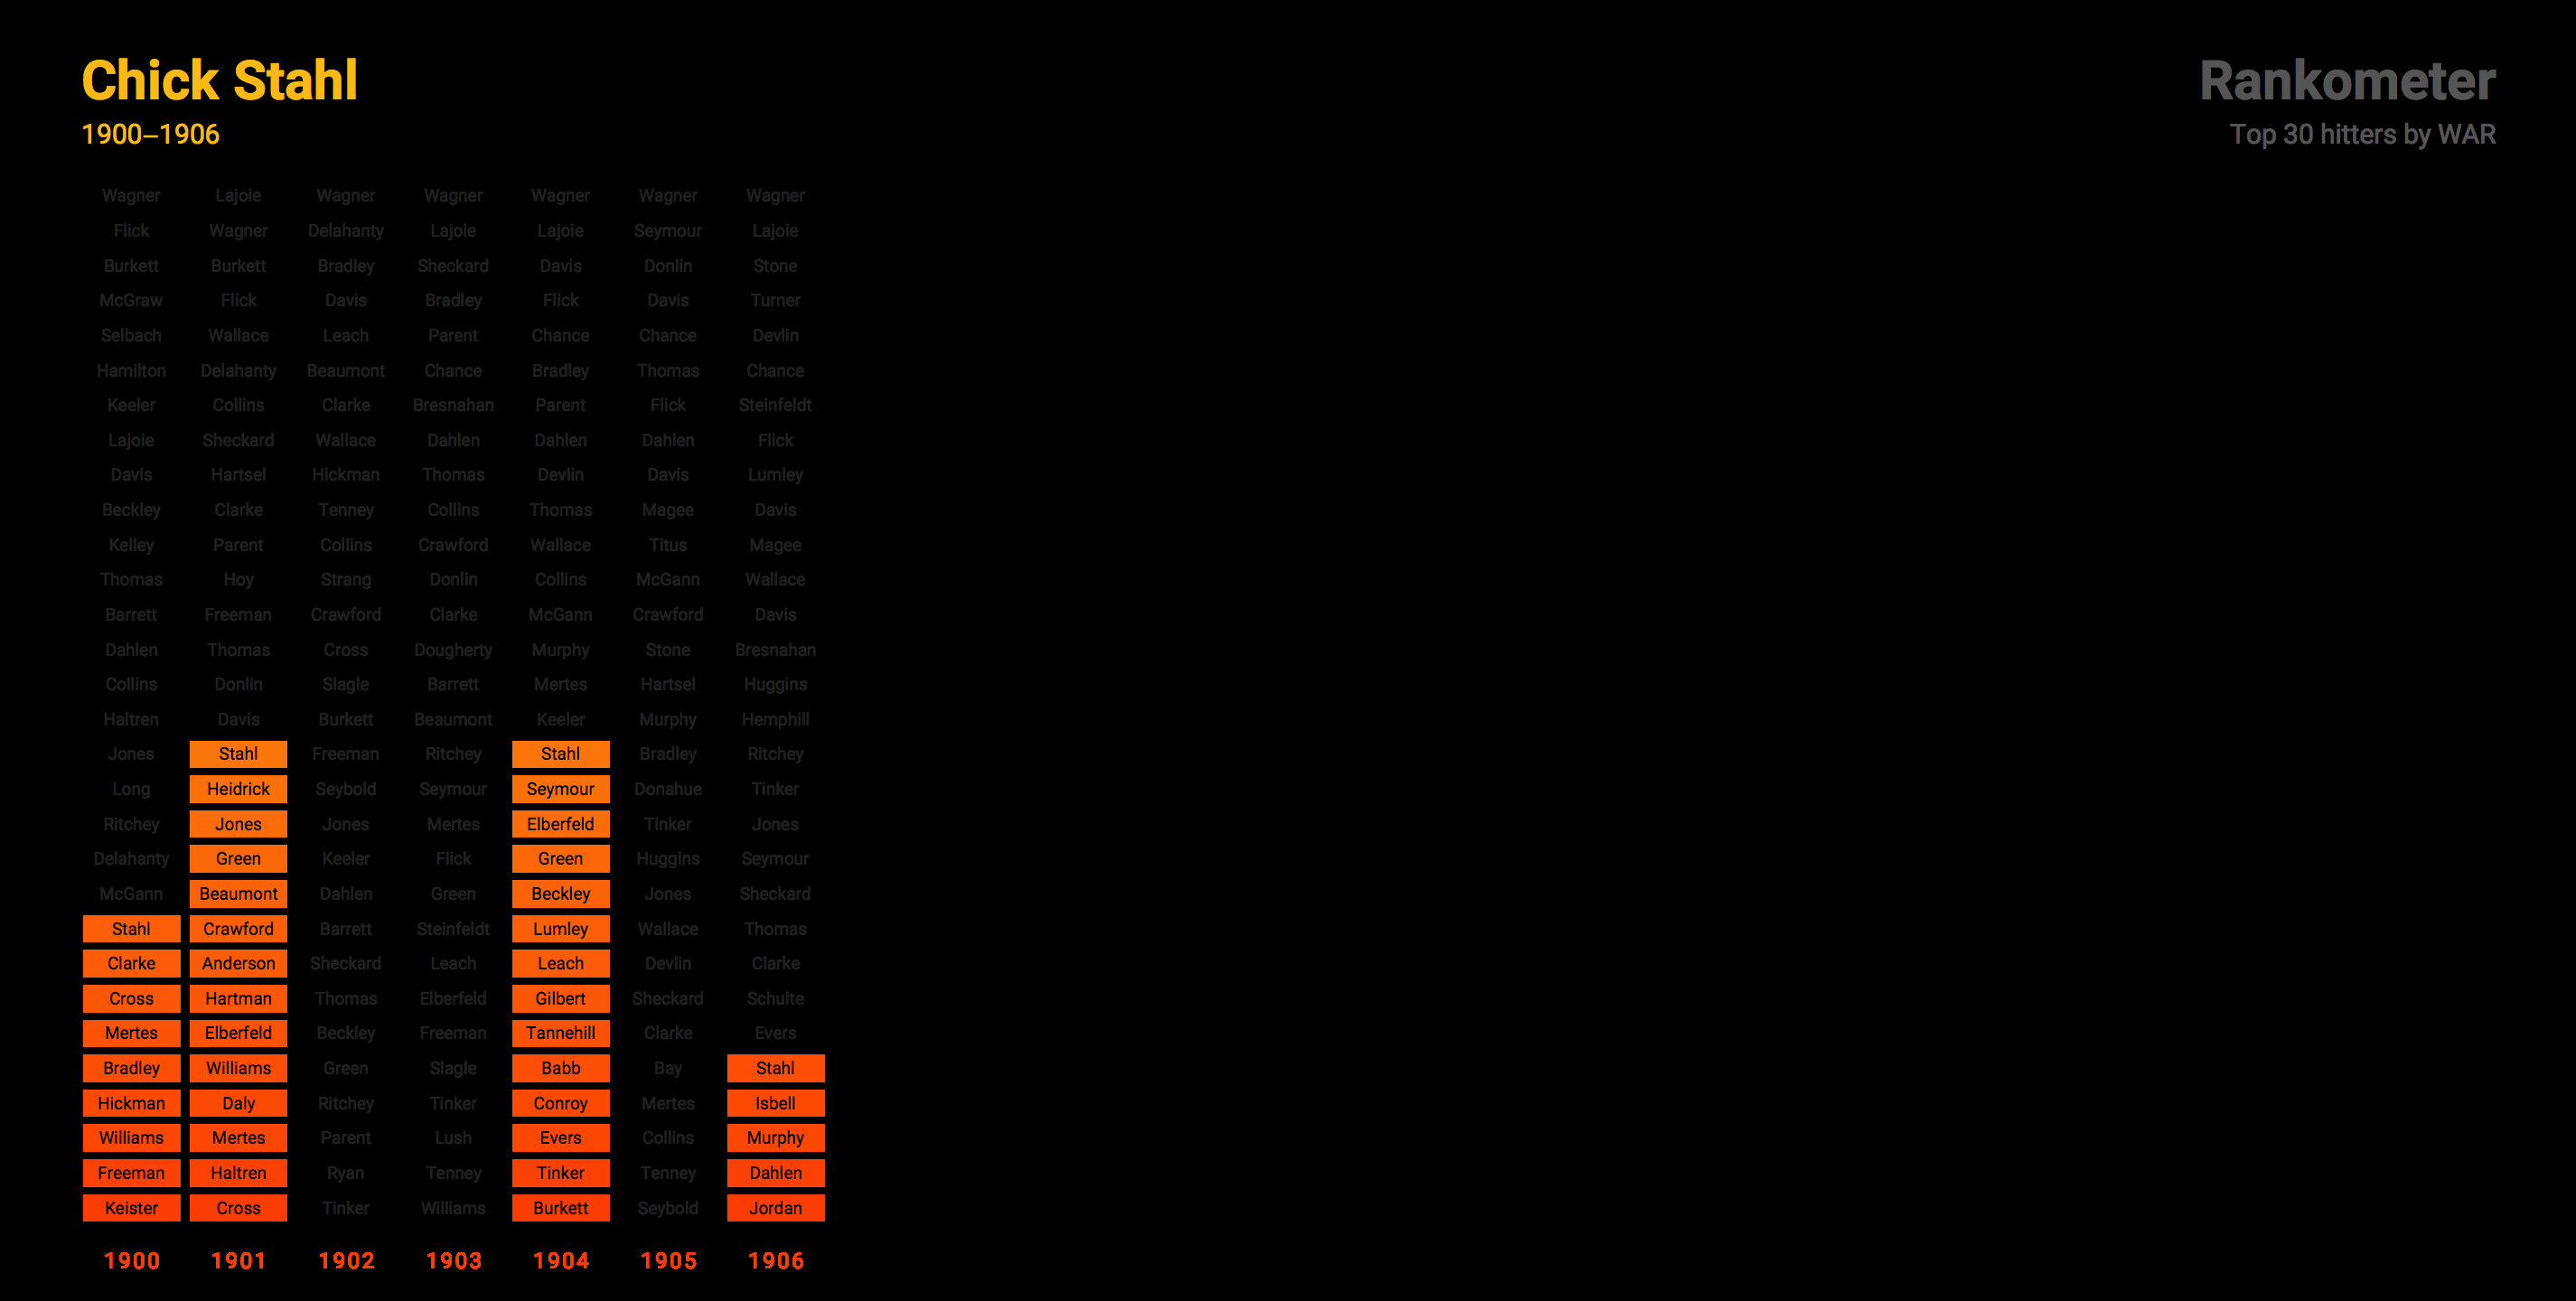 Chick Stahl
1900–1906
Rankometer
Top 30 hitters by WAR
Wagner Lajoie Wagner Wagner Wagner Wagner Wagner
Flick Wagner Delahanty Lajoie Lajoie Seymour Lajoie
Burkett Burkett Bradley Sheckard Davis Donlin Stone
McGraw Flick Davis Bradley Flick Davis Turner
Selbach Wallace Leach Parent Chance Chance Devlin
Hamilton Delahanty Beaumont Chance Bradley Thomas Chance
Keeler Collins Clarke Bresnahan Parent Flick Steinfeldt
Lajoie Sheckard Wallace Dahlen Dahlen Dahlen Flick
Davis Hartsel Hickman Thomas Devlin Davis Lumley
Beckley Clarke Tenney Collins Thomas Magee Davis
Kelley Parent Collins Crawford Wallace Titus Magee
Thomas Hoy Strang Donlin Collins McGann Wallace
Barrett Freeman Crawford Clarke McGann Crawford Davis
Dahlen Thomas Cross Dougherty Murphy Stone Bresnahan
Collins Donlin Slagle Barrett Mertes Hartsel Huggins
Haltren Davis Burkett Beaumont Keeler Murphy Hemphill
Jones Stahl Freeman Ritchey Stahl Bradley Ritchey
Long Heidrick Seybold Seymour Seymour Donahue Tinker
Ritchey Jones Jones Mertes Elberfeld Tinker Jones
Delahanty Green Keeler Flick Green Huggins Seymour
McGann Beaumont Dahlen Green Beckley Jones Sheckard
Stahl Crawford Barrett Steinfeldt Lumley Wallace Thomas
Clarke Anderson Sheckard Leach Leach Devlin Clarke
Cross Hartman Thomas Elberfeld Gilbert Sheckard Schulte
Mertes Elberfeld Beckley Freeman Tannehill Clarke Evers
Bradley Williams Green Slagle Babb Bay Stahl
Hickman Daly Ritchey Tinker Conroy Mertes Isbell
Williams Mertes Parent Lush Evers Collins Murphy
Freeman Haltren Ryan Tenney Tinker Tenney Dahlen
Keister Cross Tinker Williams Burkett Seybold Jordan
1900 1901 1902 1903 1904 1905 1906